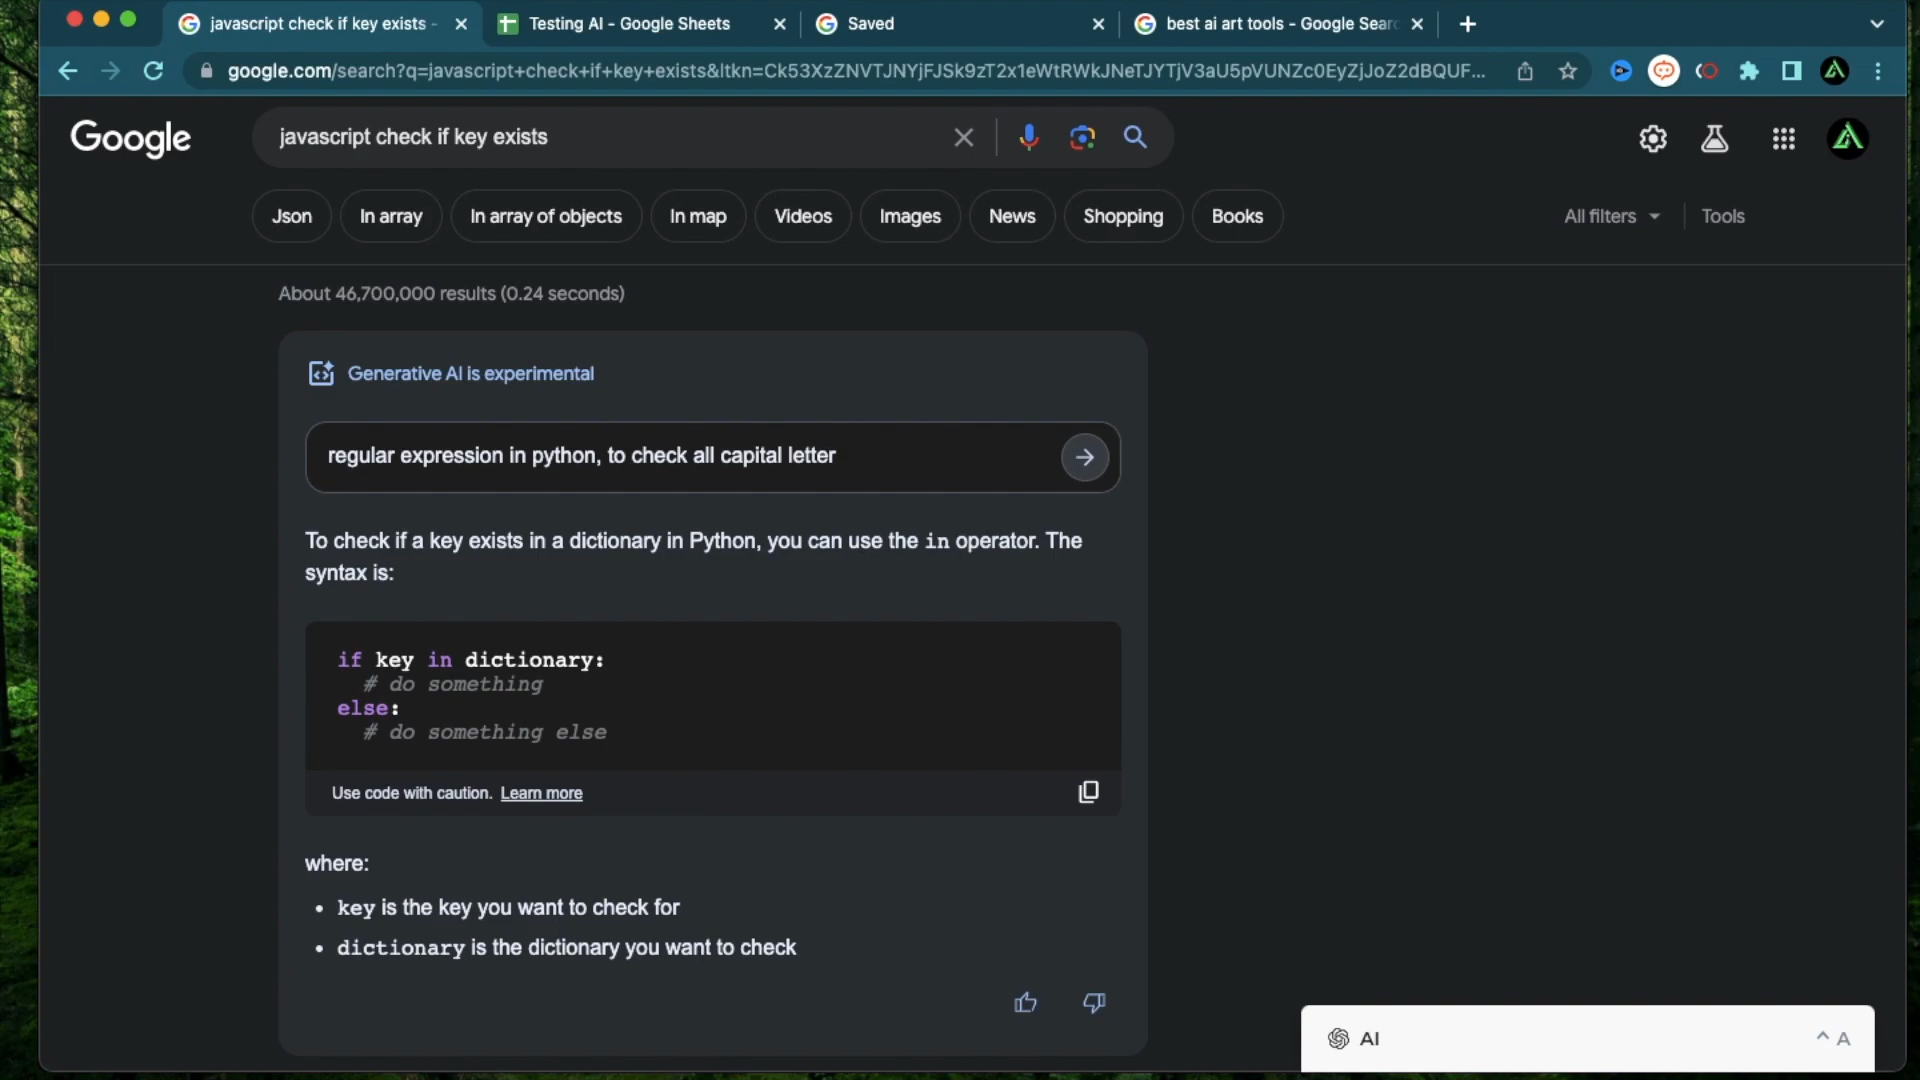 javascript check if key exists -
Testing AI - Google Sheets
Saved
best ai art tools - Google Sear
google.com/search?q=javascript+check+if+key+exists&ltkn=Ck53XzZNVTJNYjFJSk9zT2x1eWtRWkJNeTJYTjV3aU5pVUNZc0EyZjJoZ2dBQUF...
Google
javascript check if key exists
Json
In array
In array of objects
In map
Videos
Images
News
Shopping
Books
All filters
Tools
About 46,700,000 results (0.24 seconds)
Generative AI is experimental
regular expression in python, to check all capital letter
To check if a key exists in a dictionary in Python, you can use the in operator. The
syntax is:
if key in dictionary:
# do something
else:
# do something else
Use code with caution. Learn more
where:
• key is the key you want to check for
• dictionary is the dictionary you want to check
AI
^ A